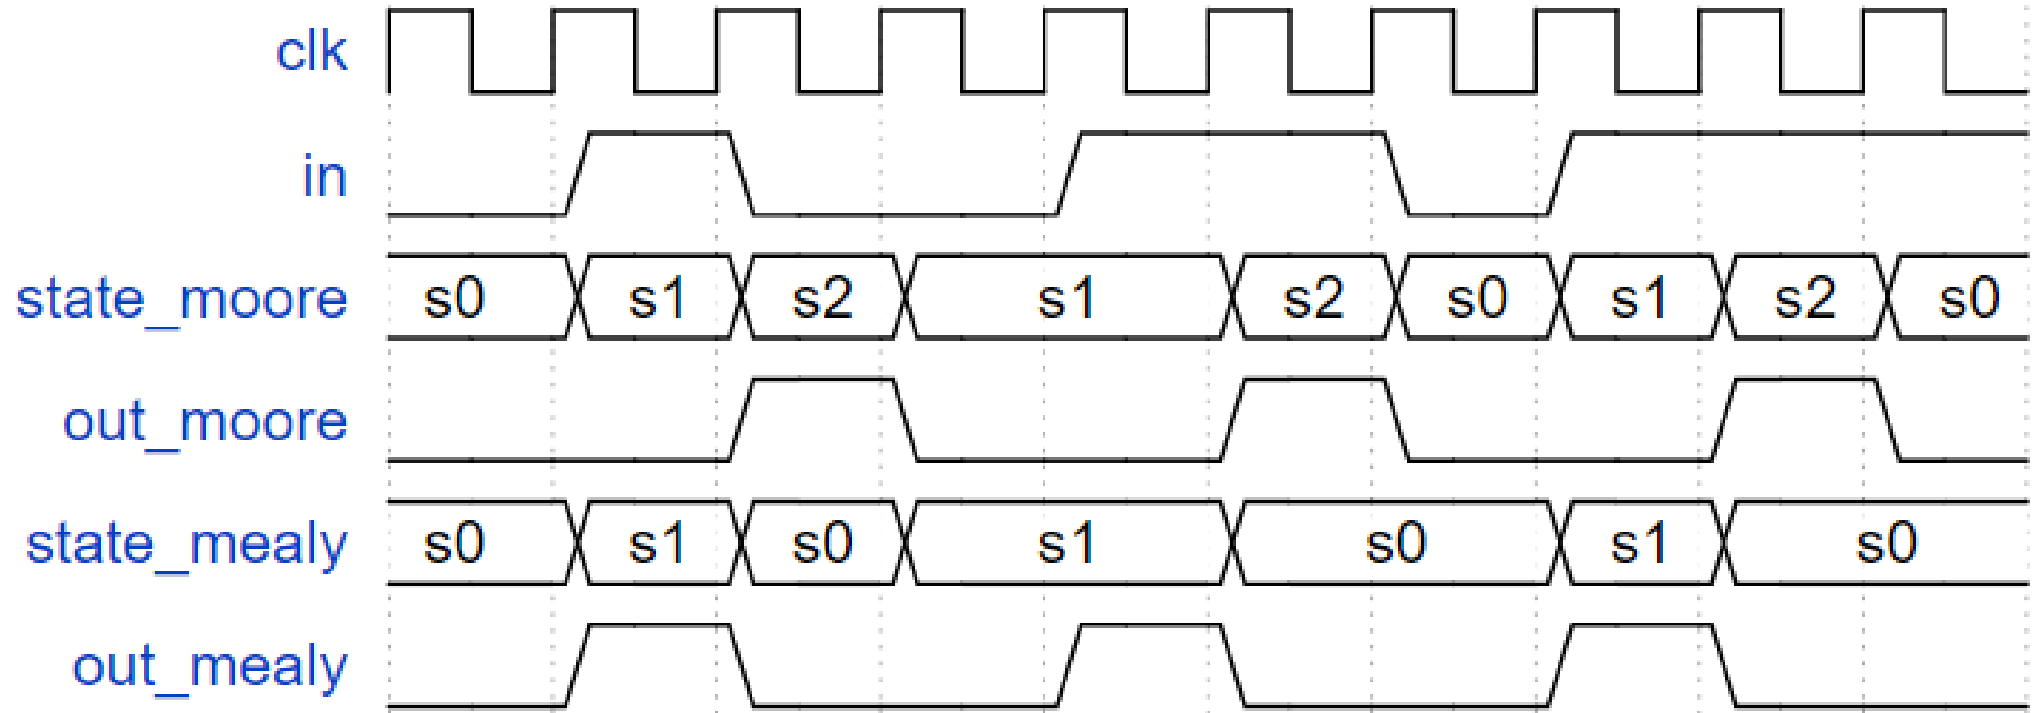 clk
in
state_moore s0 s1 s2 s1 s2 s0 s1 s2 s0
out_moore
state_mealy s0 s1 s0 s1 s0 s1 s0
out_mealy